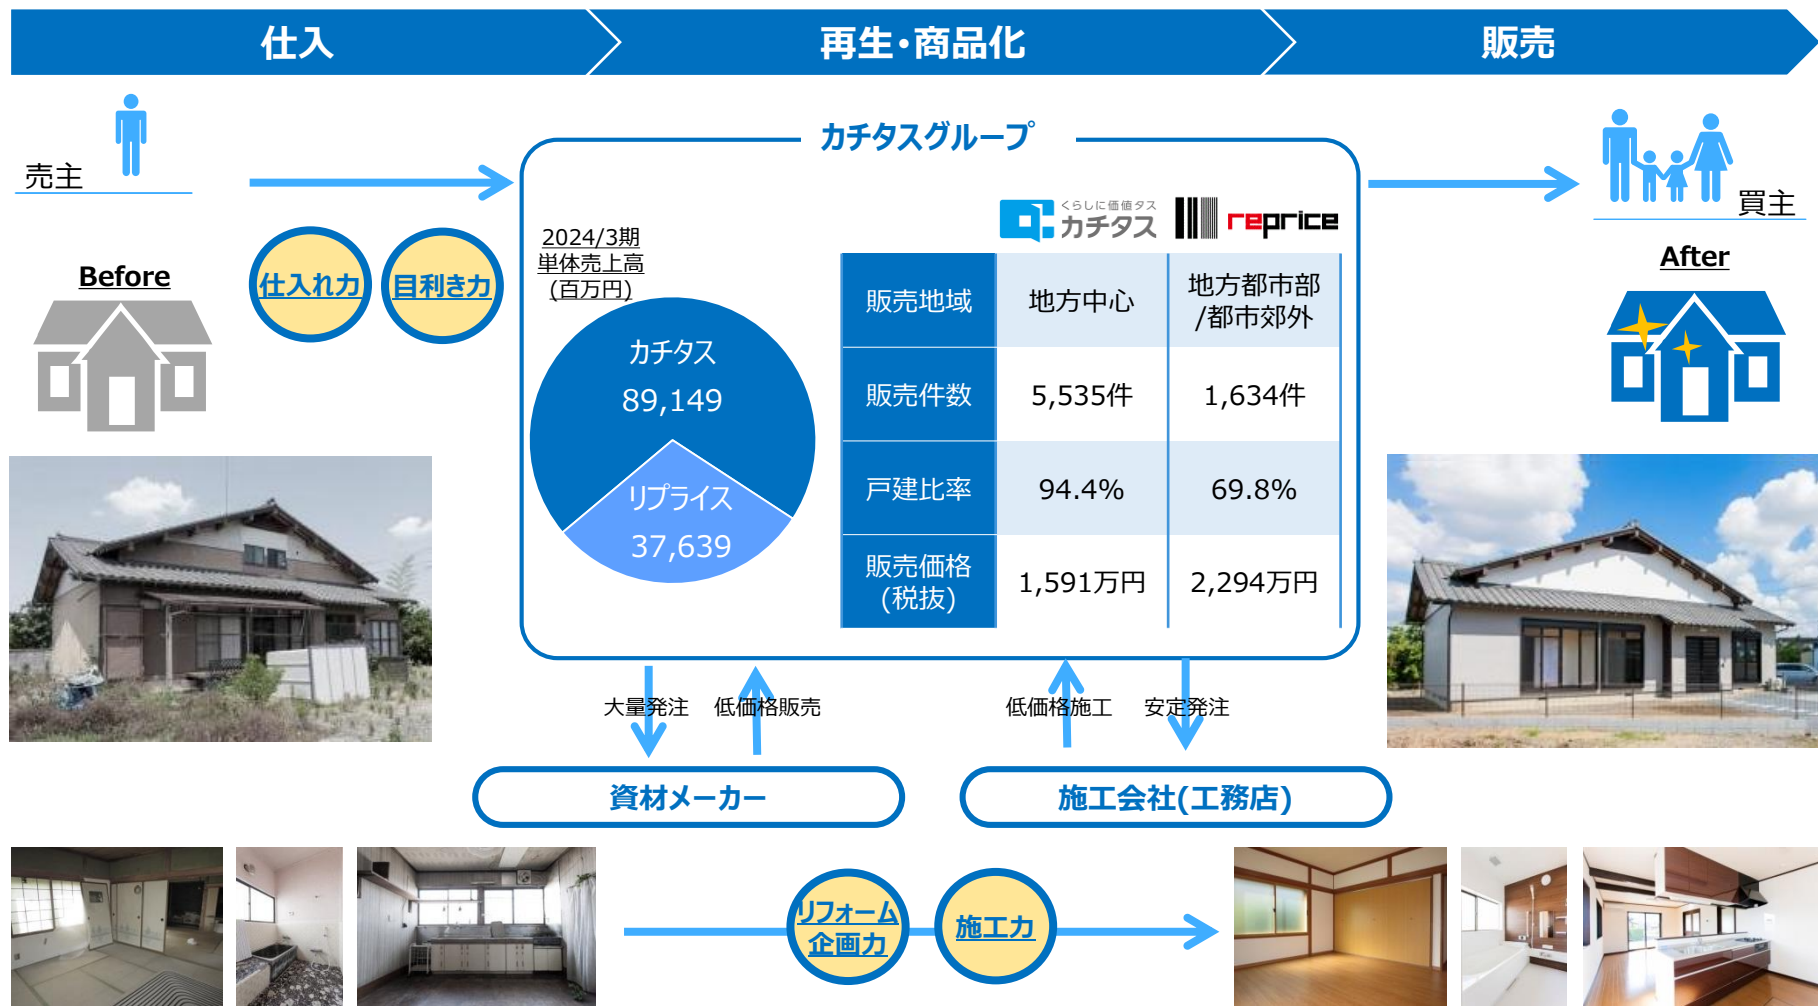 仕入
再生・商品化
販売
売主
Before
仕入れ力
目利き力
カチタスグループ
2024/3期
単体売上高
(百万円)
カチタス
89,149
リプライス
37,639
くらしに価値タス
カチタス
reprice
販売地域
地方中心
地方都市部
/都市郊外
販売件数
5,535件
1,634件
戸建比率
94.4%
69.8%
販売価格
(税抜)
1,591万円
2,294万円
買主
After
大量発注
低価格販売
低価格施工
安定発注
資材メーカー
施工会社(工務店)
リフォーム
企画力
施工力